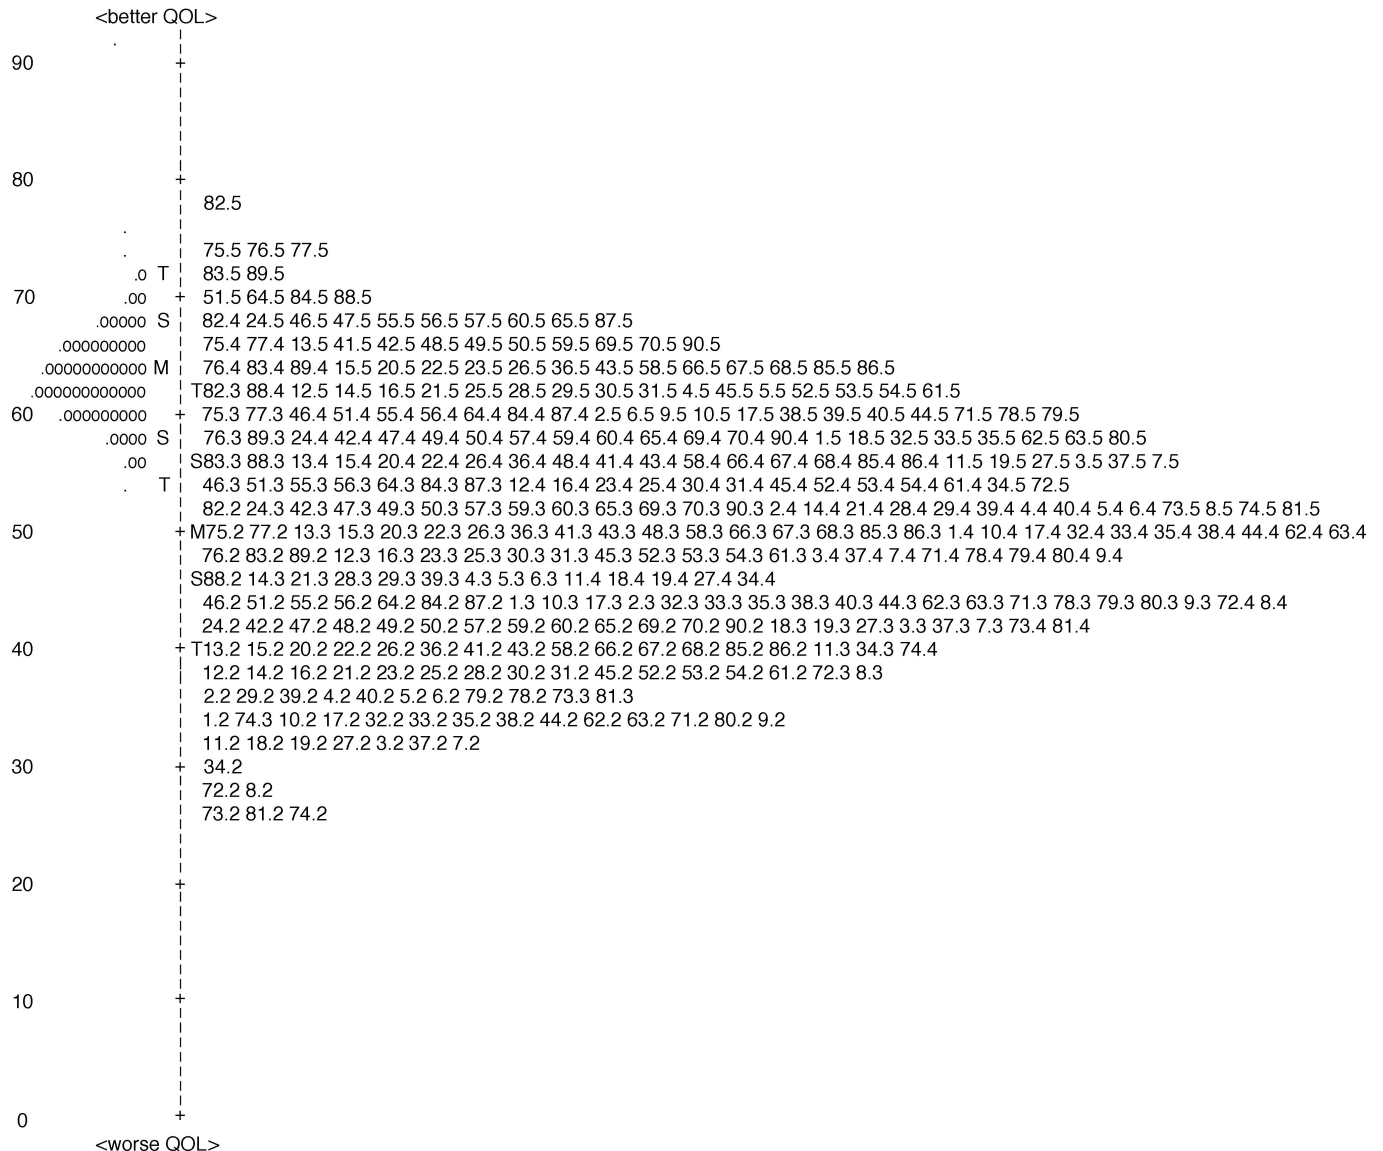 <better QOL>
.
90 +
80 +
82.5
.
. 75.5 76.5 77.5
.0 T 83.5 89.5
70 .00 + 51.5 64.5 84.5 88.5
.00000 S 82.4 24.5 46.5 47.5 55.5 56.5 57.5 60.5 65.5 87.5
.000000000 75.4 77.4 13.5 41.5 42.5 48.5 49.5 50.5 59.5 69.5 70.5 90.5
.00000000000 M 76.4 83.4 89.4 15.5 20.5 22.5 23.5 26.5 36.5 43.5 58.5 66.5 67.5 68.5 85.5 86.5
.000000000000 T82.3 88.4 12.5 14.5 16.5 21.5 25.5 28.5 29.5 30.5 31.5 4.5 45.5 5.5 52.5 53.5 54.5 61.5
60 .000000000 + 75.3 77.3 46.4 51.4 55.4 56.4 64.4 84.4 87.4 2.5 6.5 9.5 10.5 17.5 38.5 39.5 40.5 44.5 71.5 78.5 79.5
.0000 S 76.3 89.3 24.4 42.4 47.4 49.4 50.4 57.4 59.4 60.4 65.4 69.4 70.4 90.4 1.5 18.5 32.5 33.5 35.5 62.5 63.5 80.5
.00 S83.3 88.3 13.4 15.4 20.4 22.4 26.4 36.4 48.4 41.4 43.4 58.4 66.4 67.4 68.4 85.4 86.4 11.5 19.5 27.5 3.5 37.5 7.5
. T 46.3 51.3 55.3 56.3 64.3 84.3 87.3 12.4 16.4 23.4 25.4 30.4 31.4 45.4 52.4 53.4 54.4 61.4 34.5 72.5
82.2 24.3 42.3 47.3 49.3 50.3 57.3 59.3 60.3 65.3 69.3 70.3 90.3 2.4 14.4 21.4 28.4 29.4 39.4 4.4 40.4 5.4 6.4 73.5 8.5 74.5 81.5
50 + M75.2 77.2 13.3 15.3 20.3 22.3 26.3 36.3 41.3 43.3 48.3 58.3 66.3 67.3 68.3 85.3 86.3 1.4 10.4 17.4 32.4 33.4 35.4 38.4 44.4 62.4 63.4
76.2 83.2 89.2 12.3 16.3 23.3 25.3 30.3 31.3 45.3 52.3 53.3 54.3 61.3 3.4 37.4 7.4 71.4 78.4 79.4 80.4 9.4
S88.2 14.3 21.3 28.3 29.3 39.3 4.3 5.3 6.3 11.4 18.4 19.4 27.4 34.4
46.2 51.2 55.2 56.2 64.2 84.2 87.2 1.3 10.3 17.3 2.3 32.3 33.3 35.3 38.3 40.3 44.3 62.3 63.3 71.3 78.3 79.3 80.3 9.3 72.4 8.4
24.2 42.2 47.2 48.2 49.2 50.2 57.2 59.2 60.2 65.2 69.2 70.2 90.2 18.3 19.3 27.3 3.3 37.3 7.3 73.4 81.4
40 + T13.2 15.2 20.2 22.2 26.2 36.2 41.2 43.2 58.2 66.2 67.2 68.2 85.2 86.2 11.3 34.3 74.4
12.2 14.2 16.2 21.2 23.2 25.2 28.2 30.2 31.2 45.2 52.2 53.2 54.2 61.2 72.3 8.3
2.2 29.2 39.2 4.2 40.2 5.2 6.2 79.2 78.2 73.3 81.3
1.2 74.3 10.2 17.2 32.2 33.2 35.2 38.2 44.2 62.2 63.2 71.2 80.2 9.2
11.2 18.2 19.2 27.2 3.2 37.2 7.2
30 + 34.2
72.2 8.2
73.2 81.2 74.2
20 +
10 +
0 +
<worse QOL>